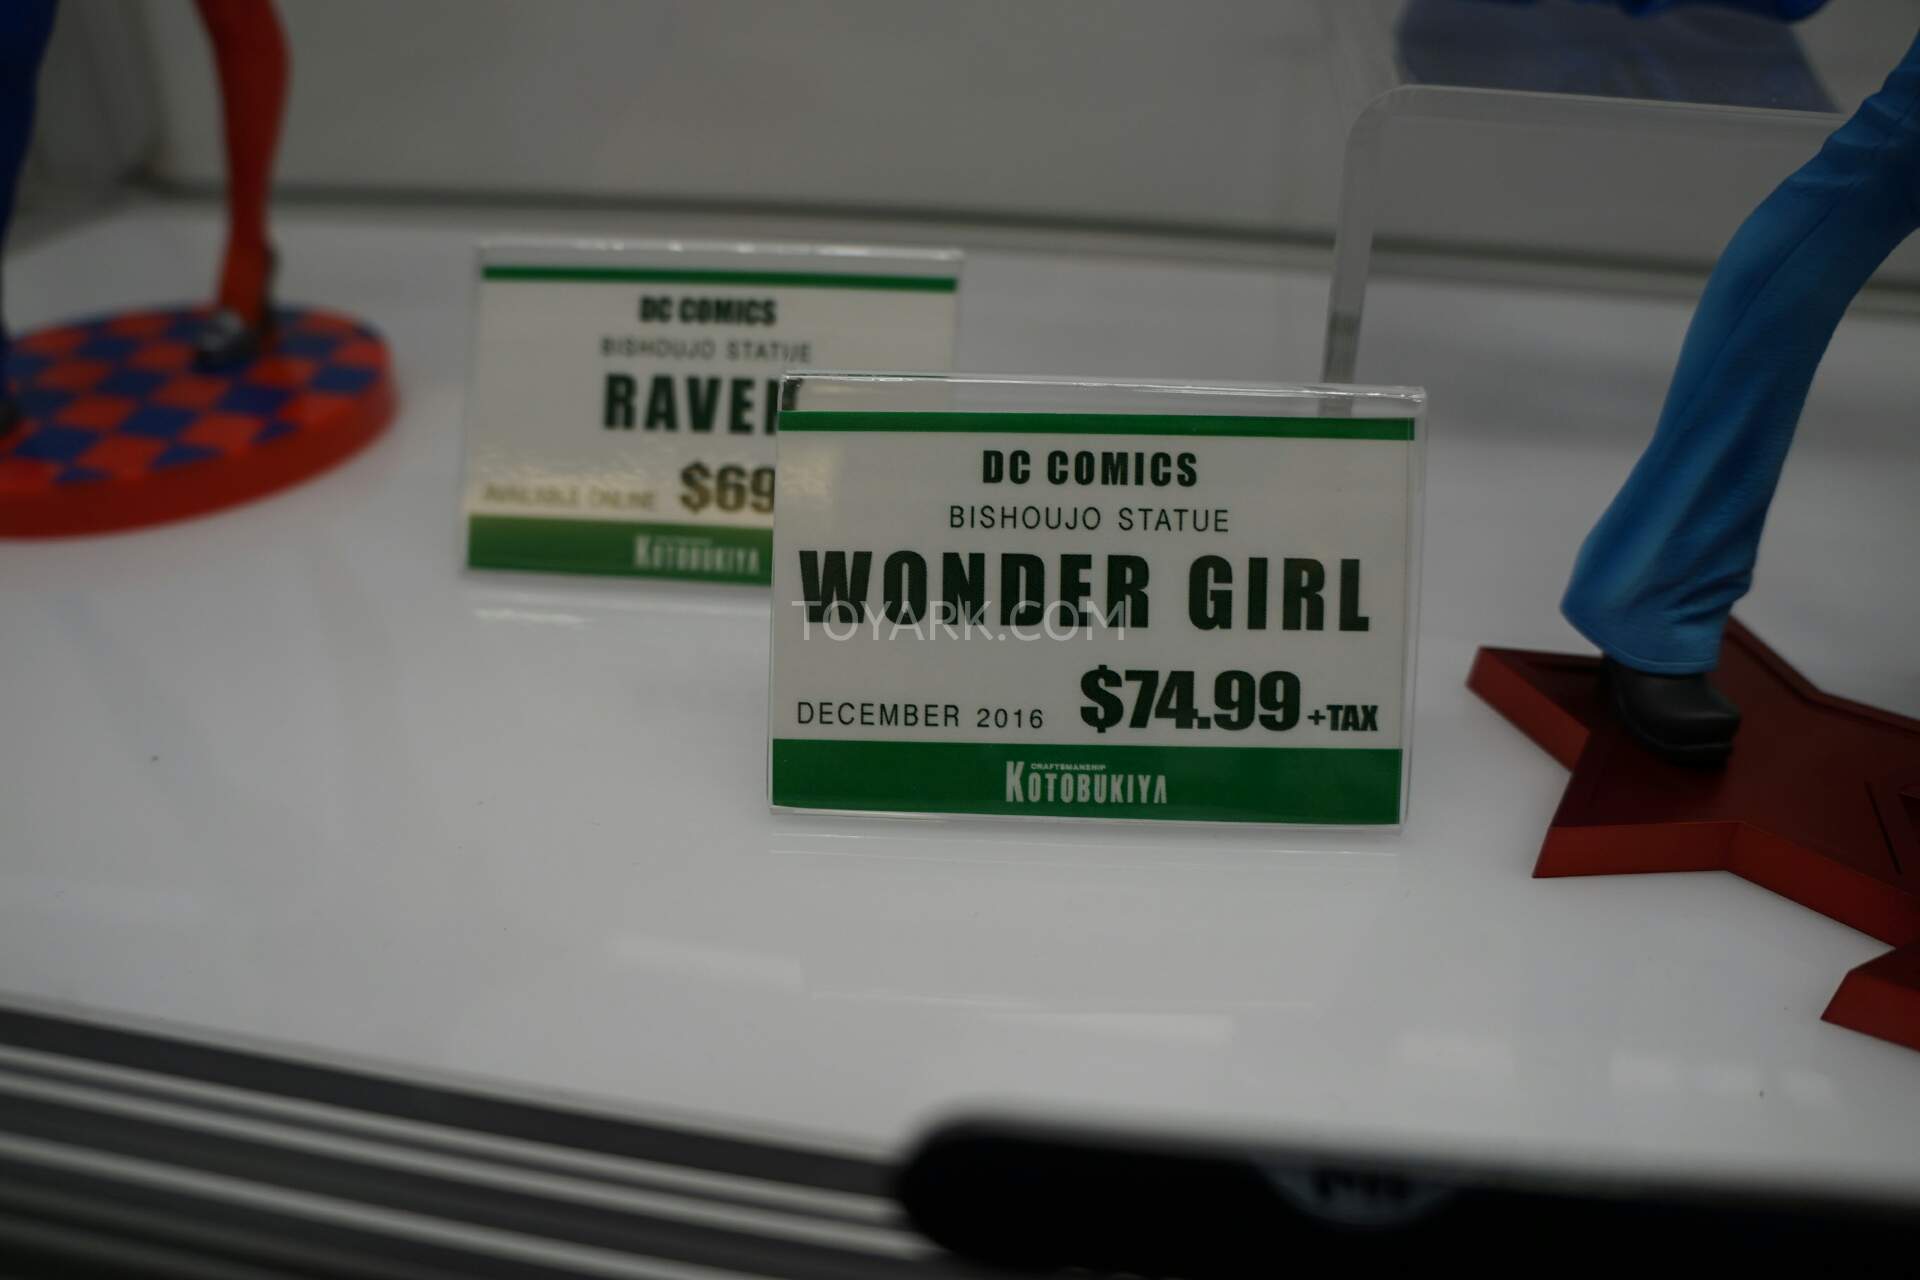 DC COMICS
BISHOUJO STATUE
RAVEN
AVAILABLE ONLINE $69
KOTOBUKIYA
DC COMICS
BISHOUJO STATUE
WONDER GIRL
TOYARK.COM
DECEMBER 2016 $74.99 +TAX
CRAFTSMANSHIP
KOTOBUKIYA